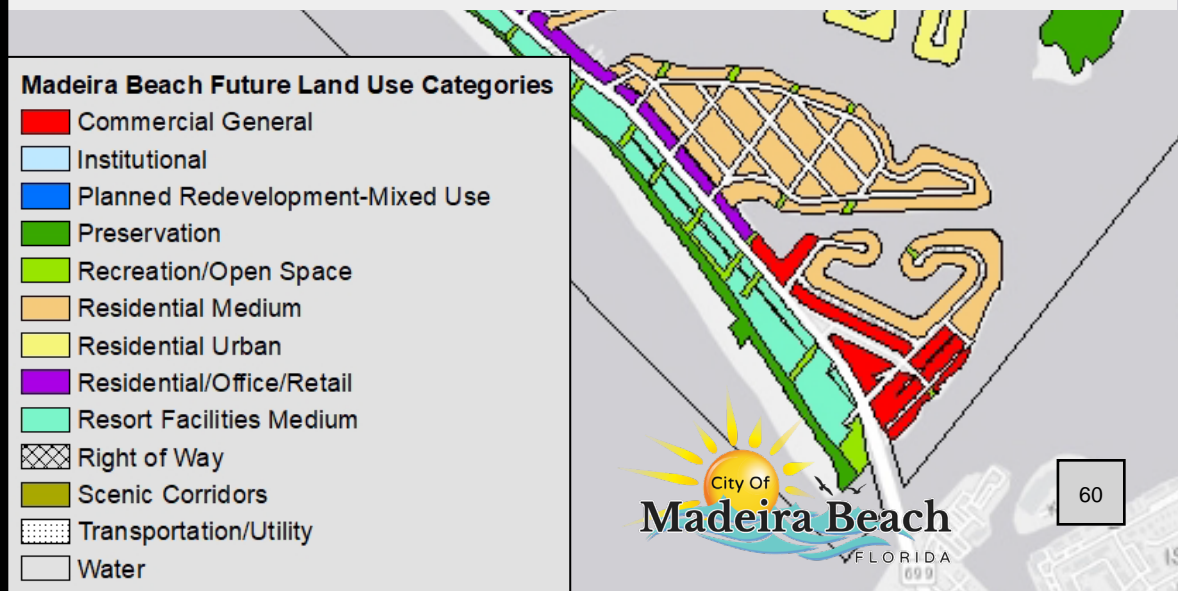 Madeira Beach Future Land Use Categories
Commercial General
Institutional
Planned Redevelopment-Mixed Use
Preservation
Recreation/Open Space
Residential Medium
Residential Urban
Residential/Office/Retail
Resort Facilities Medium
Right of Way
Scenic Corridors
Transportation/Utility
Water
City Of
Madeira Beach
FLORIDA
699
60
IS